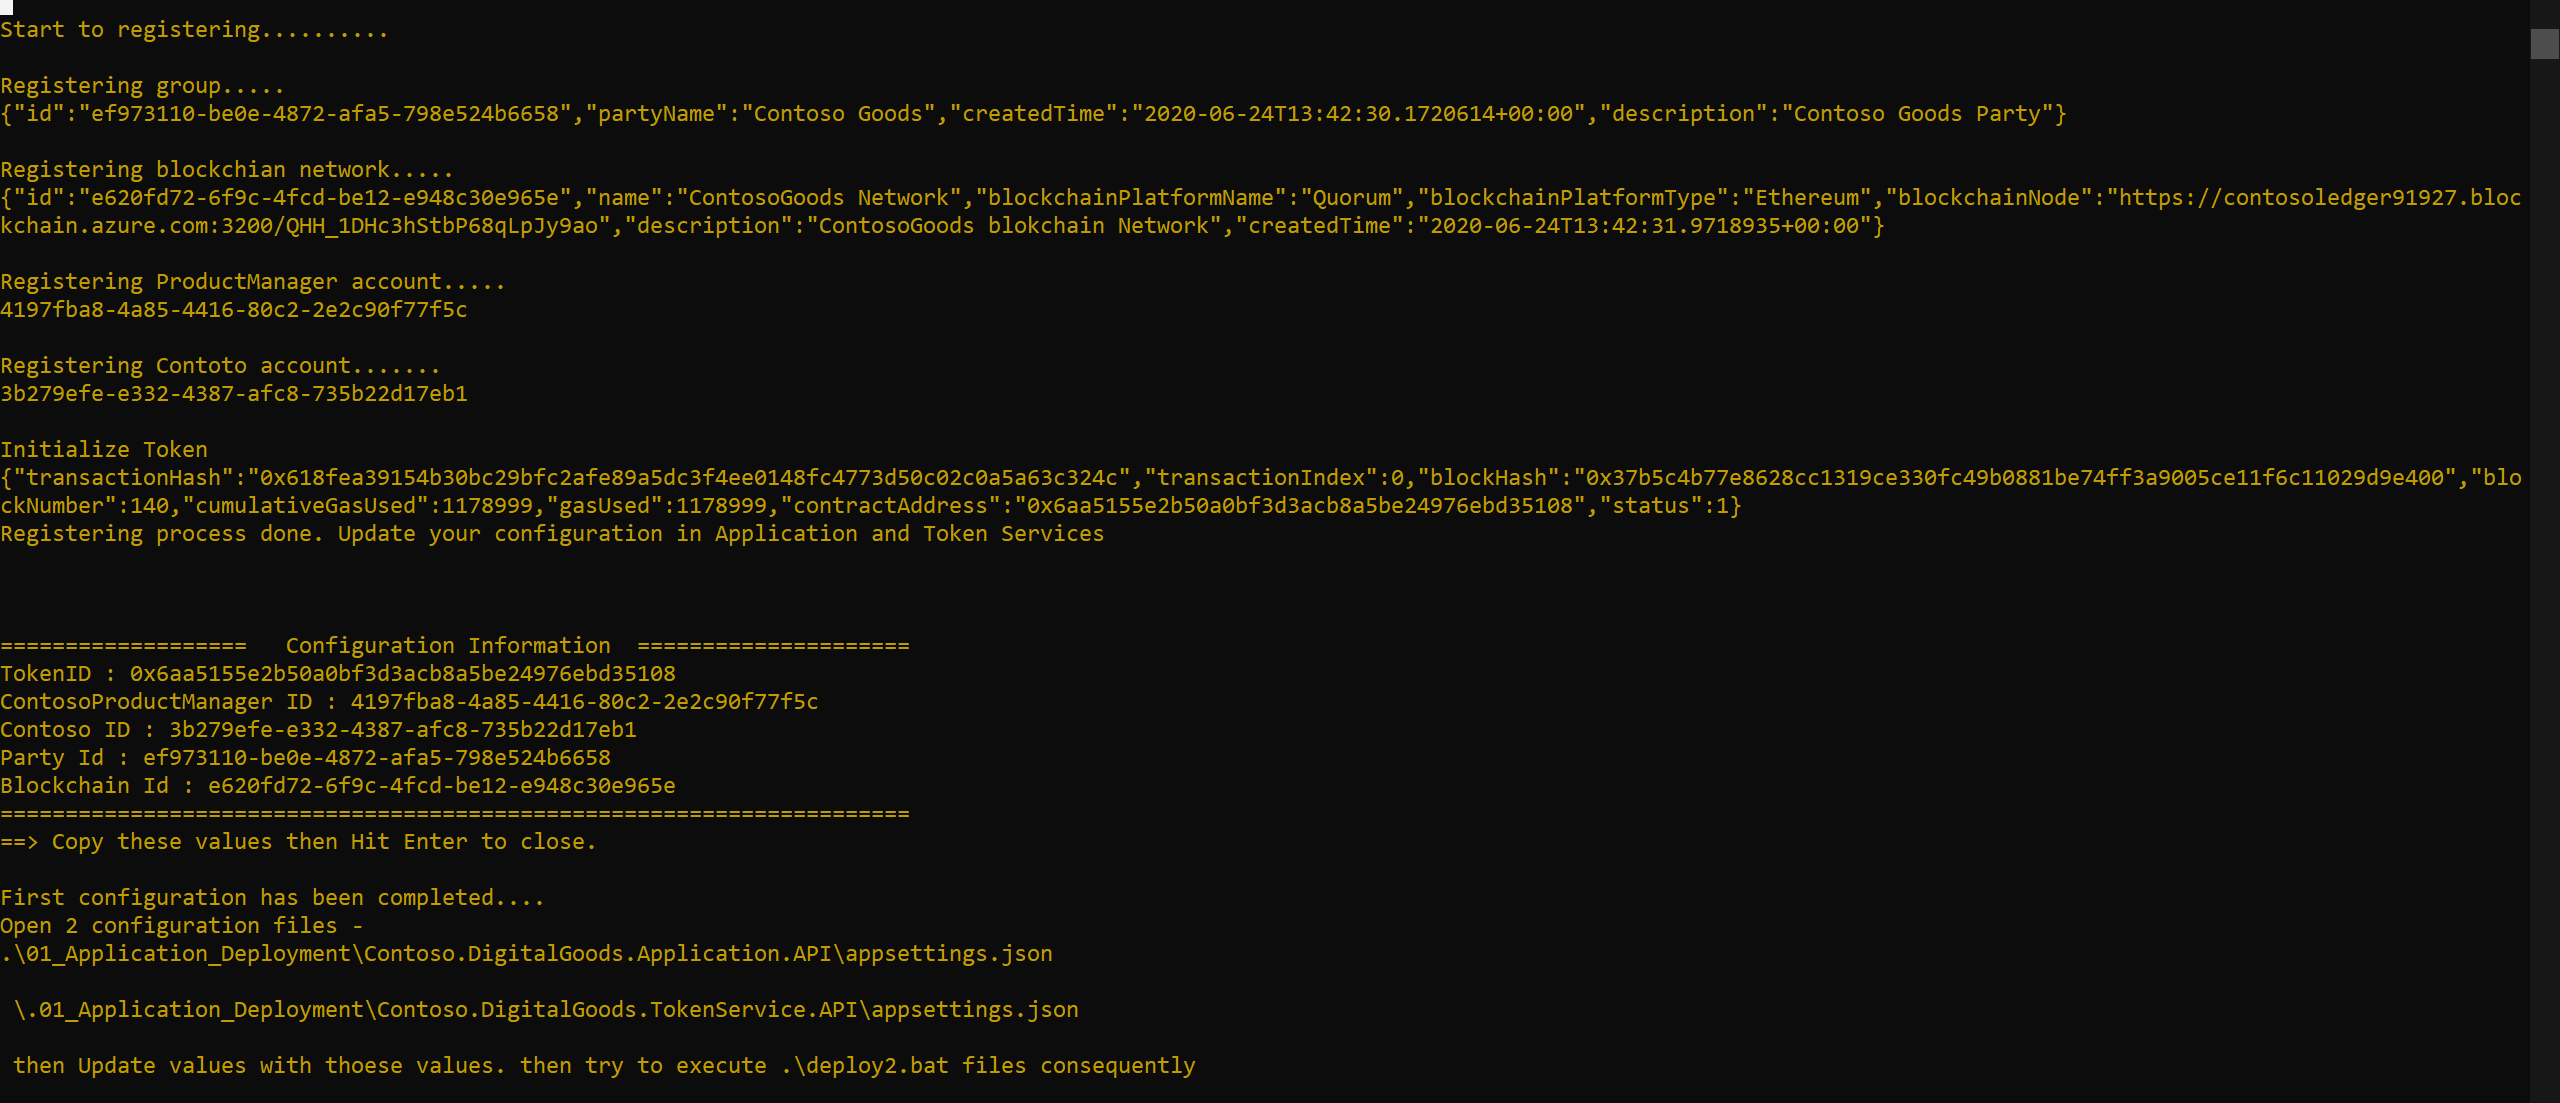 Start to registering..........
Registering group.....
{"id":"ef973110-be0e-4872-afa5-798e524b6658","partyName":"Contoso Goods","createdTime":"2020-06-24T13:42:30.1720614+00:00","description":"Contoso Goods Party"}
Registering blockchian network.....
{"id":"e620fd72-6f9c-4fcd-be12-e948c30e965e","name":"ContosoGoods Network","blockchainPlatformName":"Quorum","blockchainPlatformType":"Ethereum","blockchainNode":"https://contosoledger91927.bloc
kchain.azure.com:3200/QHH_1DHc3hStbP68qLpJy9ao","description":"ContosoGoods blokchain Network","createdTime":"2020-06-24T13:42:31.9718935+00:00"}
Registering ProductManager account.....
4197fba8-4a85-4416-80c2-2e2c90f77f5c
Registering Contoto account.......
3b279efe-e332-4387-afc8-735b22d17eb1
Initialize Token
{"transactionHash":"0x618fea39154b30bc29bfc2afe89a5dc3f4ee0148fc4773d50c02c0a5a63c324c","transactionIndex":0,"blockHash":"0x37b5c4b77e8628cc1319ce330fc49b0881be74ff3a9005ce11f6c11029d9e400","blo
ckNumber":140,"cumulativeGasUsed":1178999,"gasUsed":1178999,"contractAddress":"0x6aa5155e2b50a0bf3d3acb8a5be24976ebd35108","status":1}
Registering process done. Update your configuration in Application and Token Services
===================   Configuration Information  =====================
TokenID : 0x6aa5155e2b50a0bf3d3acb8a5be24976ebd35108
ContosoProductManager ID : 4197fba8-4a85-4416-80c2-2e2c90f77f5c
Contoso ID : 3b279efe-e332-4387-afc8-735b22d17eb1
Party Id : ef973110-be0e-4872-afa5-798e524b6658
Blockchain Id : e620fd72-6f9c-4fcd-be12-e948c30e965e
======================================================================
==> Copy these values then Hit Enter to close.
First configuration has been completed....
Open 2 configuration files -
.\01_Application_Deployment\Contoso.DigitalGoods.Application.API\appsettings.json
\.01_Application_Deployment\Contoso.DigitalGoods.TokenService.API\appsettings.json
then Update values with thoese values. then try to execute .\deploy2.bat files consequently